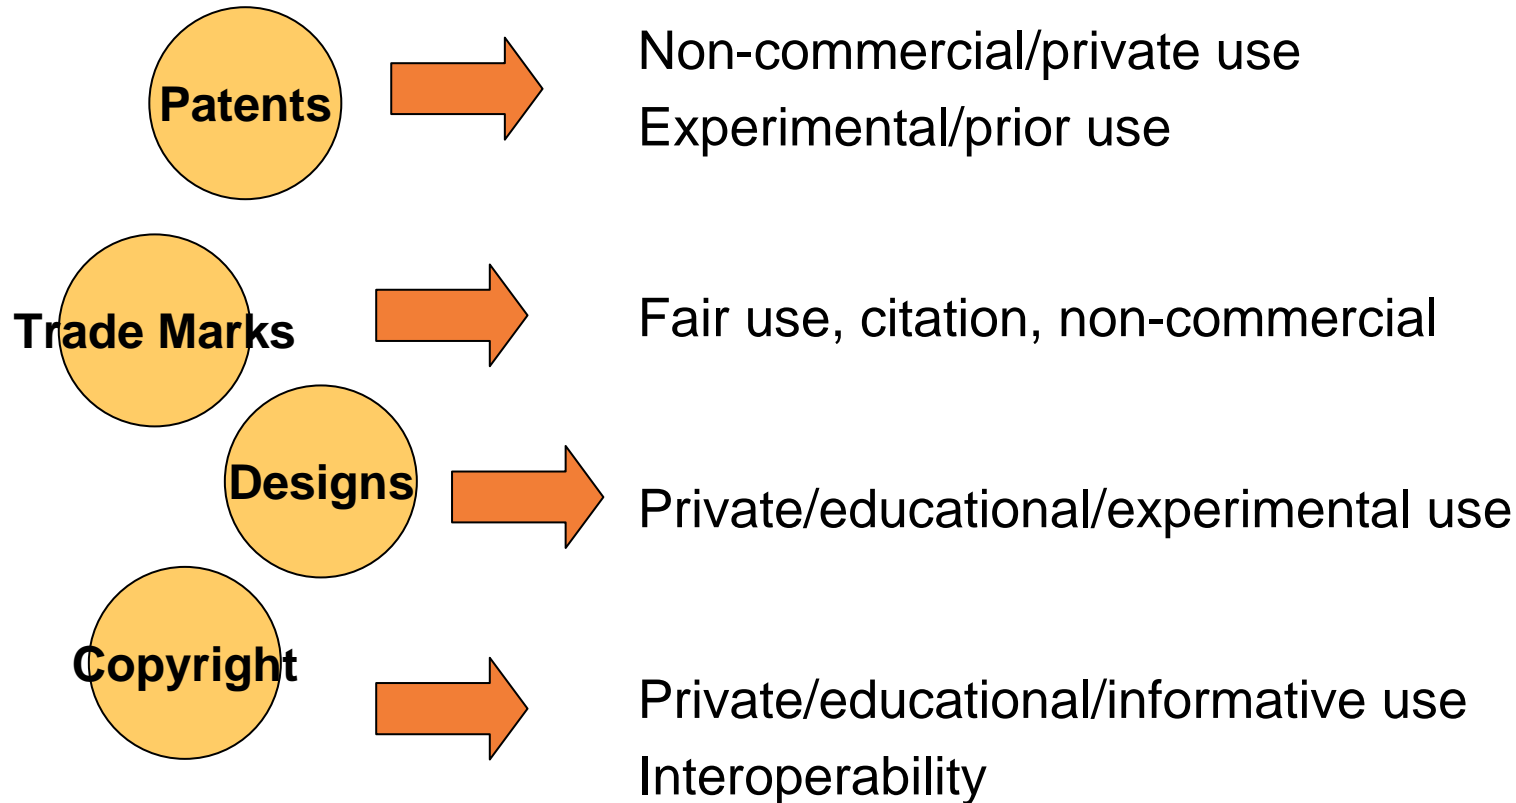 Patents
Non-commercial/private use
Experimental/prior use
Trade Marks
Fair use, citation, non-commercial
Designs
Private/educational/experimental use
Copyright
Private/educational/informative use
Interoperability